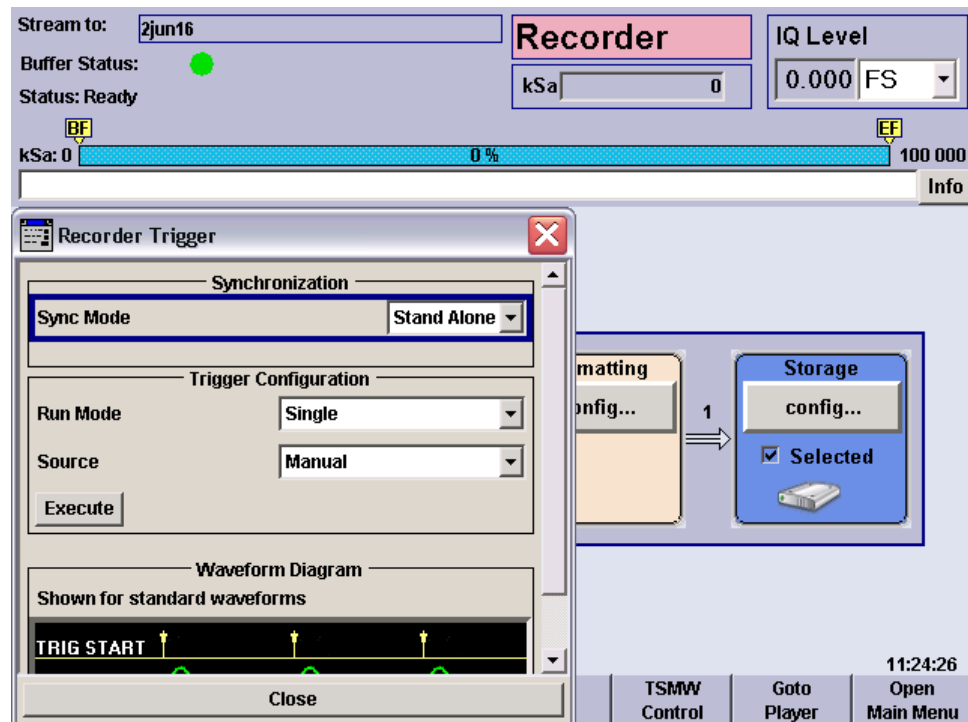 Stream to: 2jun16
Recorder
IQ Level
Buffer Status:
kSa 0
0.000 FS
Status: Ready
BF
EF
kSa: 0
0 %
100 000
Info
Recorder Trigger
Synchronization
Sync Mode Stand Alone
Trigger Configuration
Run Mode Single
Source Manual
Execute
Waveform Diagram
Shown for standard waveforms
TRIG START
Close
matting
onfig...
1
Storage
config...
Selected
11:24:26
TSMW
Control
Goto
Player
Open
Main Menu